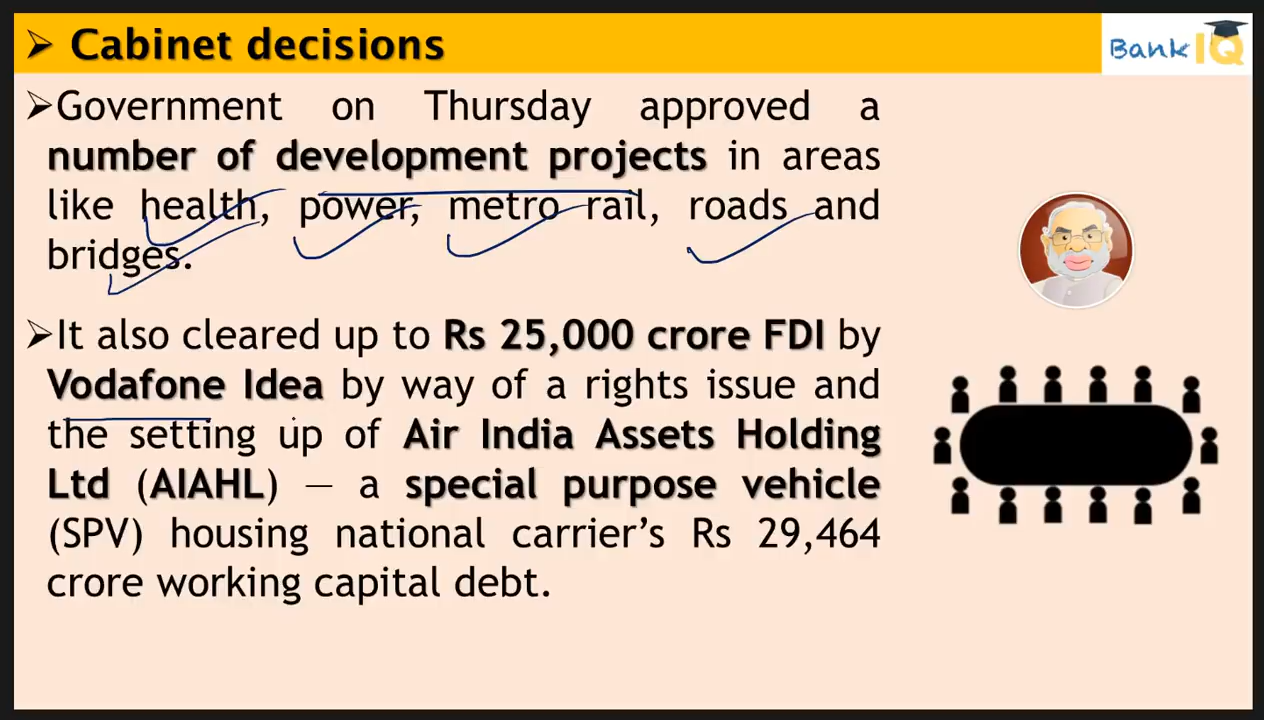 ➢ Cabinet decisions
Bank IQ
➢Government on Thursday approved a
number of development projects in areas
like health, power, metro rail, roads and
bridges.
➢It also cleared up to Rs 25,000 crore FDI by
Vodafone Idea by way of a rights issue and
the setting up of Air India Assets Holding
Ltd (AIAHL) — a special purpose vehicle
(SPV) housing national carrier’s Rs 29,464
crore working capital debt.